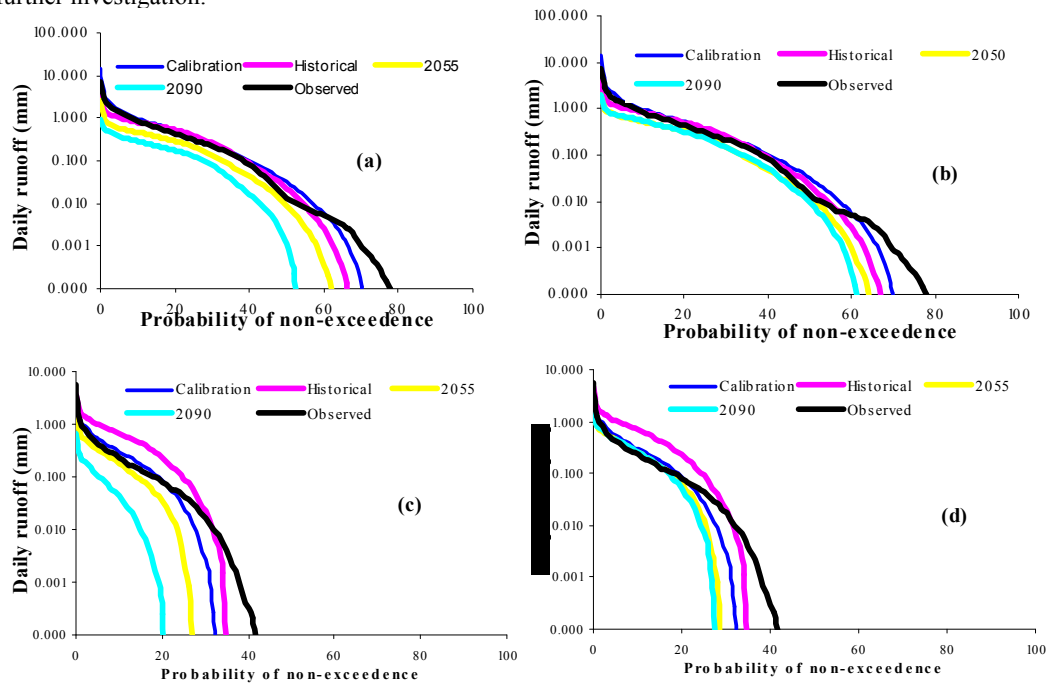 further investigation.
100.000
10.000
1.000
0.100
0.010
0.001
0.000
Daily runoff (mm)
Calibration Historical 2055
2090 Observed
(a)
0 20 40 60 80 100
Probability of non-exceedence
100.000
10.000
1.000
0.100
0.010
0.001
0.000
Daily runoff (mm)
Calibration Historical 2050
2090 Observed
(b)
0 20 40 60 80 100
Probability of non-exceedence
10.000
1.000
0.100
0.010
0.001
0.000
Daily runoff (mm)
Calibration Historical 2055
2090 Observed
(c)
0 20 40 60 80 100
Probability of non-exceedence
10.000
1.000
0.100
0.010
0.001
0.000
Calibration Historical 2055
2090 Observed
(d)
0 20 40 60 80 100
Probability of non-exceedence